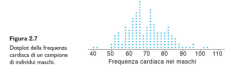 Figura 2.7
Dotplot della frequenza
cardiaca di un campione
di individui maschi.
40 50 60 70 80 90 100 110
Frequenza cardiaca nei maschi